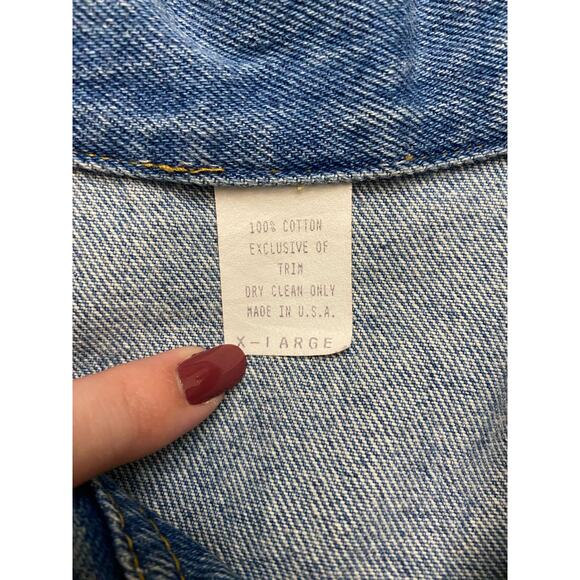 100% COTTON
EXCLUSIVE OF
TRIM
DRY CLEAN ONLY
MADE IN U.S.A.
X-LARGE